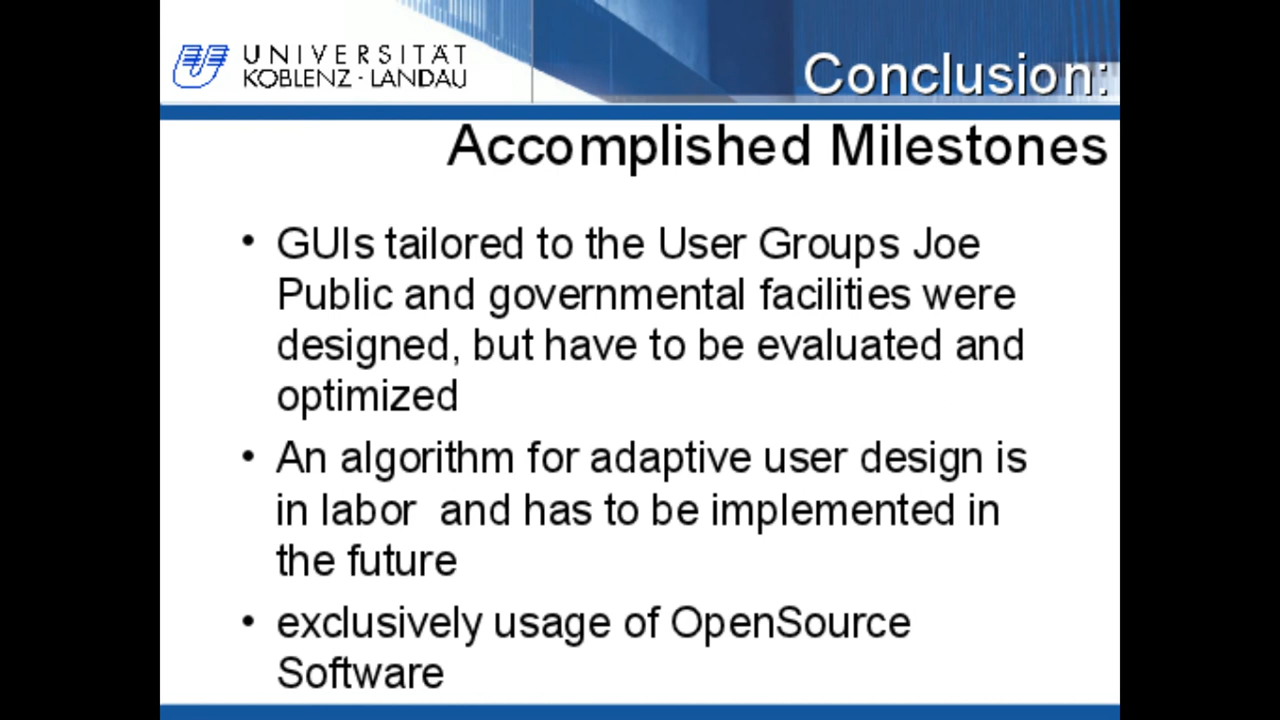 UNIVERSITÄT
KOBLENZ · LANDAU
Conclusion:
Accomplished Milestones
• GUIs tailored to the User Groups Joe
Public and governmental facilities were
designed, but have to be evaluated and
optimized
• An algorithm for adaptive user design is
in labor  and has to be implemented in
the future
• exclusively usage of OpenSource
Software